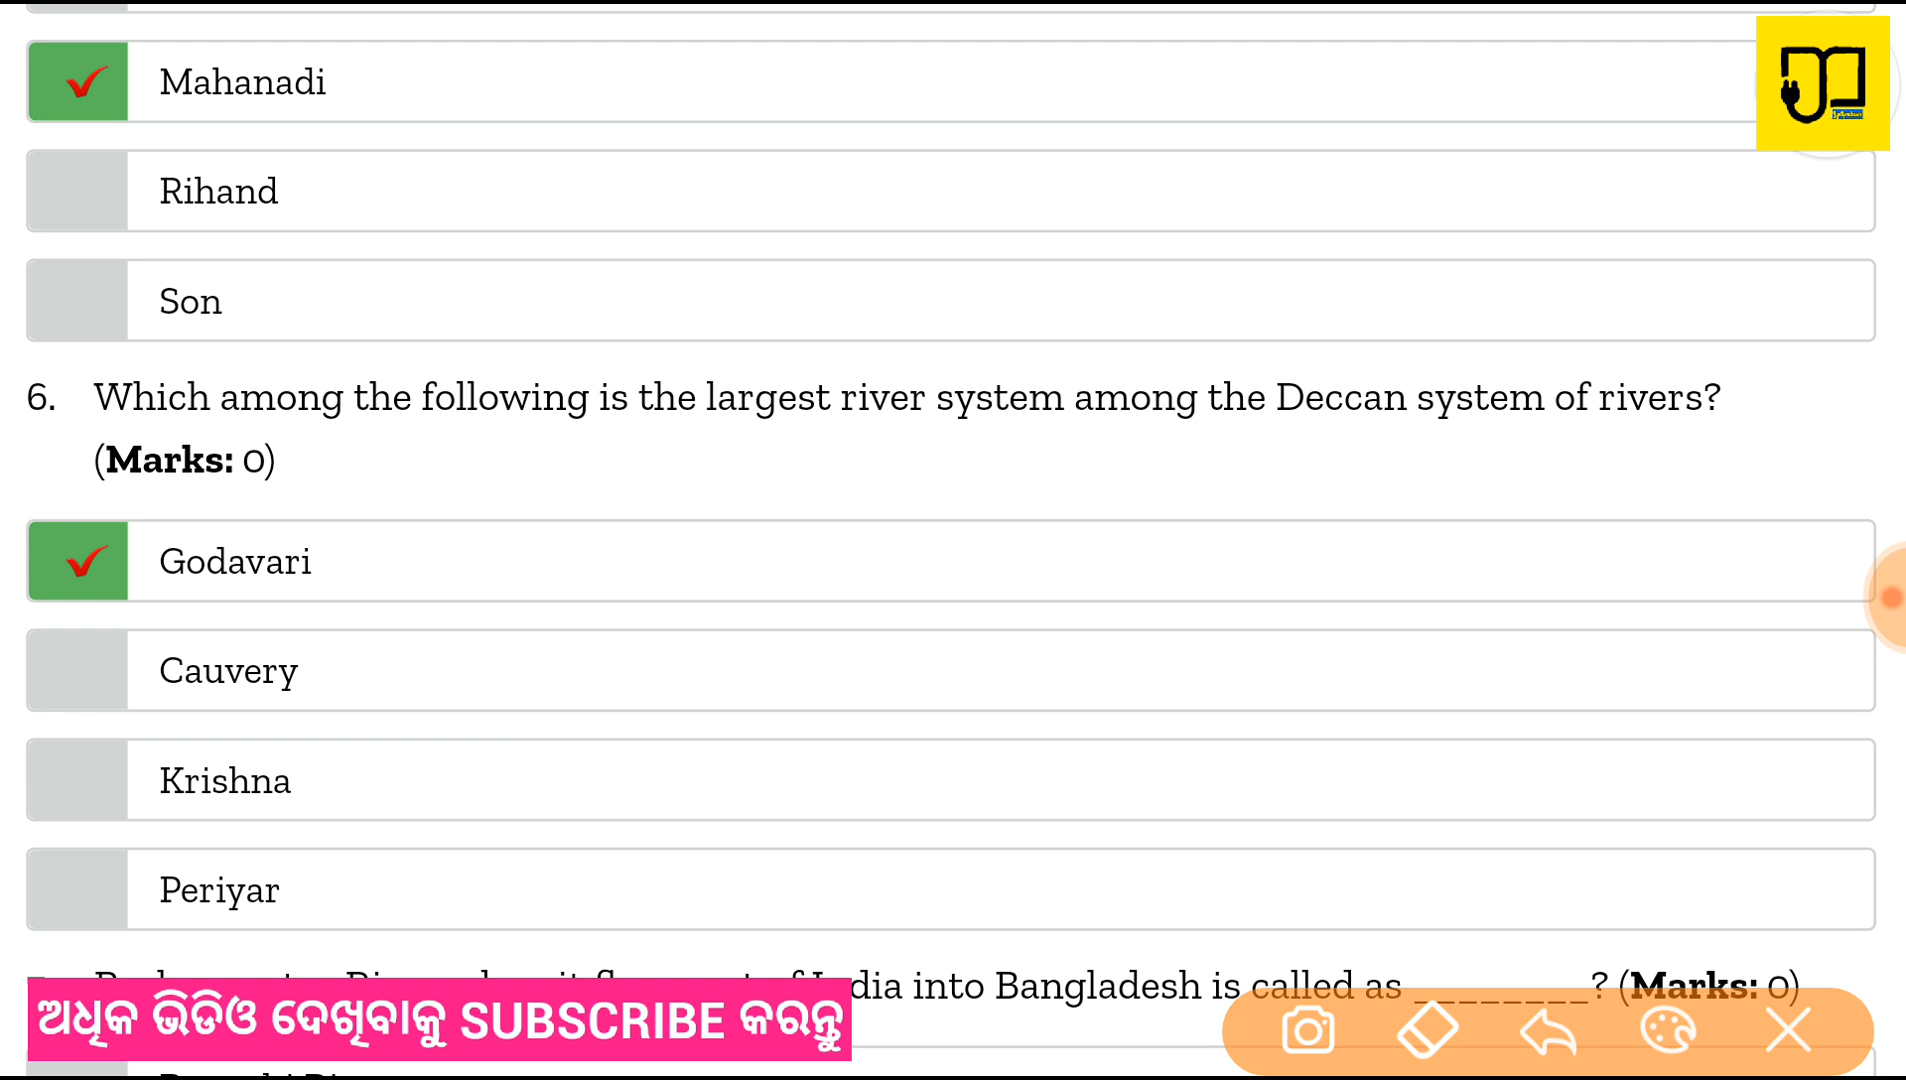 Mahanadi
Rihand
Son
6. Which among the following is the largest river system among the Deccan system of rivers?
(Marks: 0)
Godavari
Cauvery
Krishna
Periyar
dia into Bangladesh is called as ________? (Marks: 0)
ଅଧିକ ଭିଡିଓ ଦେଖିବାକୁ SUBSCRIBE କରନ୍ତୁ